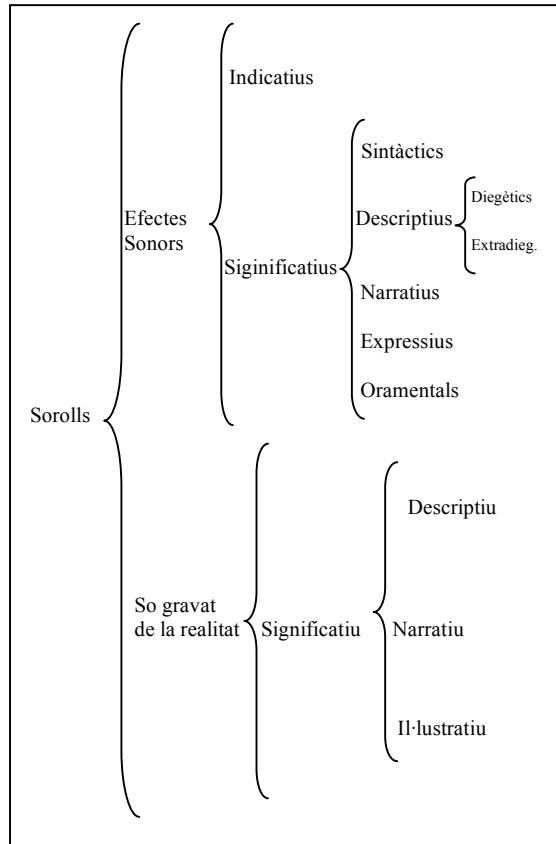 Indicatius
Sintàctics
Diegètics
Efectes
Sonors
Descriptius
Extradieg.
Siginificatius
Narratius
Expressius
Oramentals
Sorolls
Descriptiu
So gravat
de la realitat
Significatiu
Narratiu
Il·lustratiu